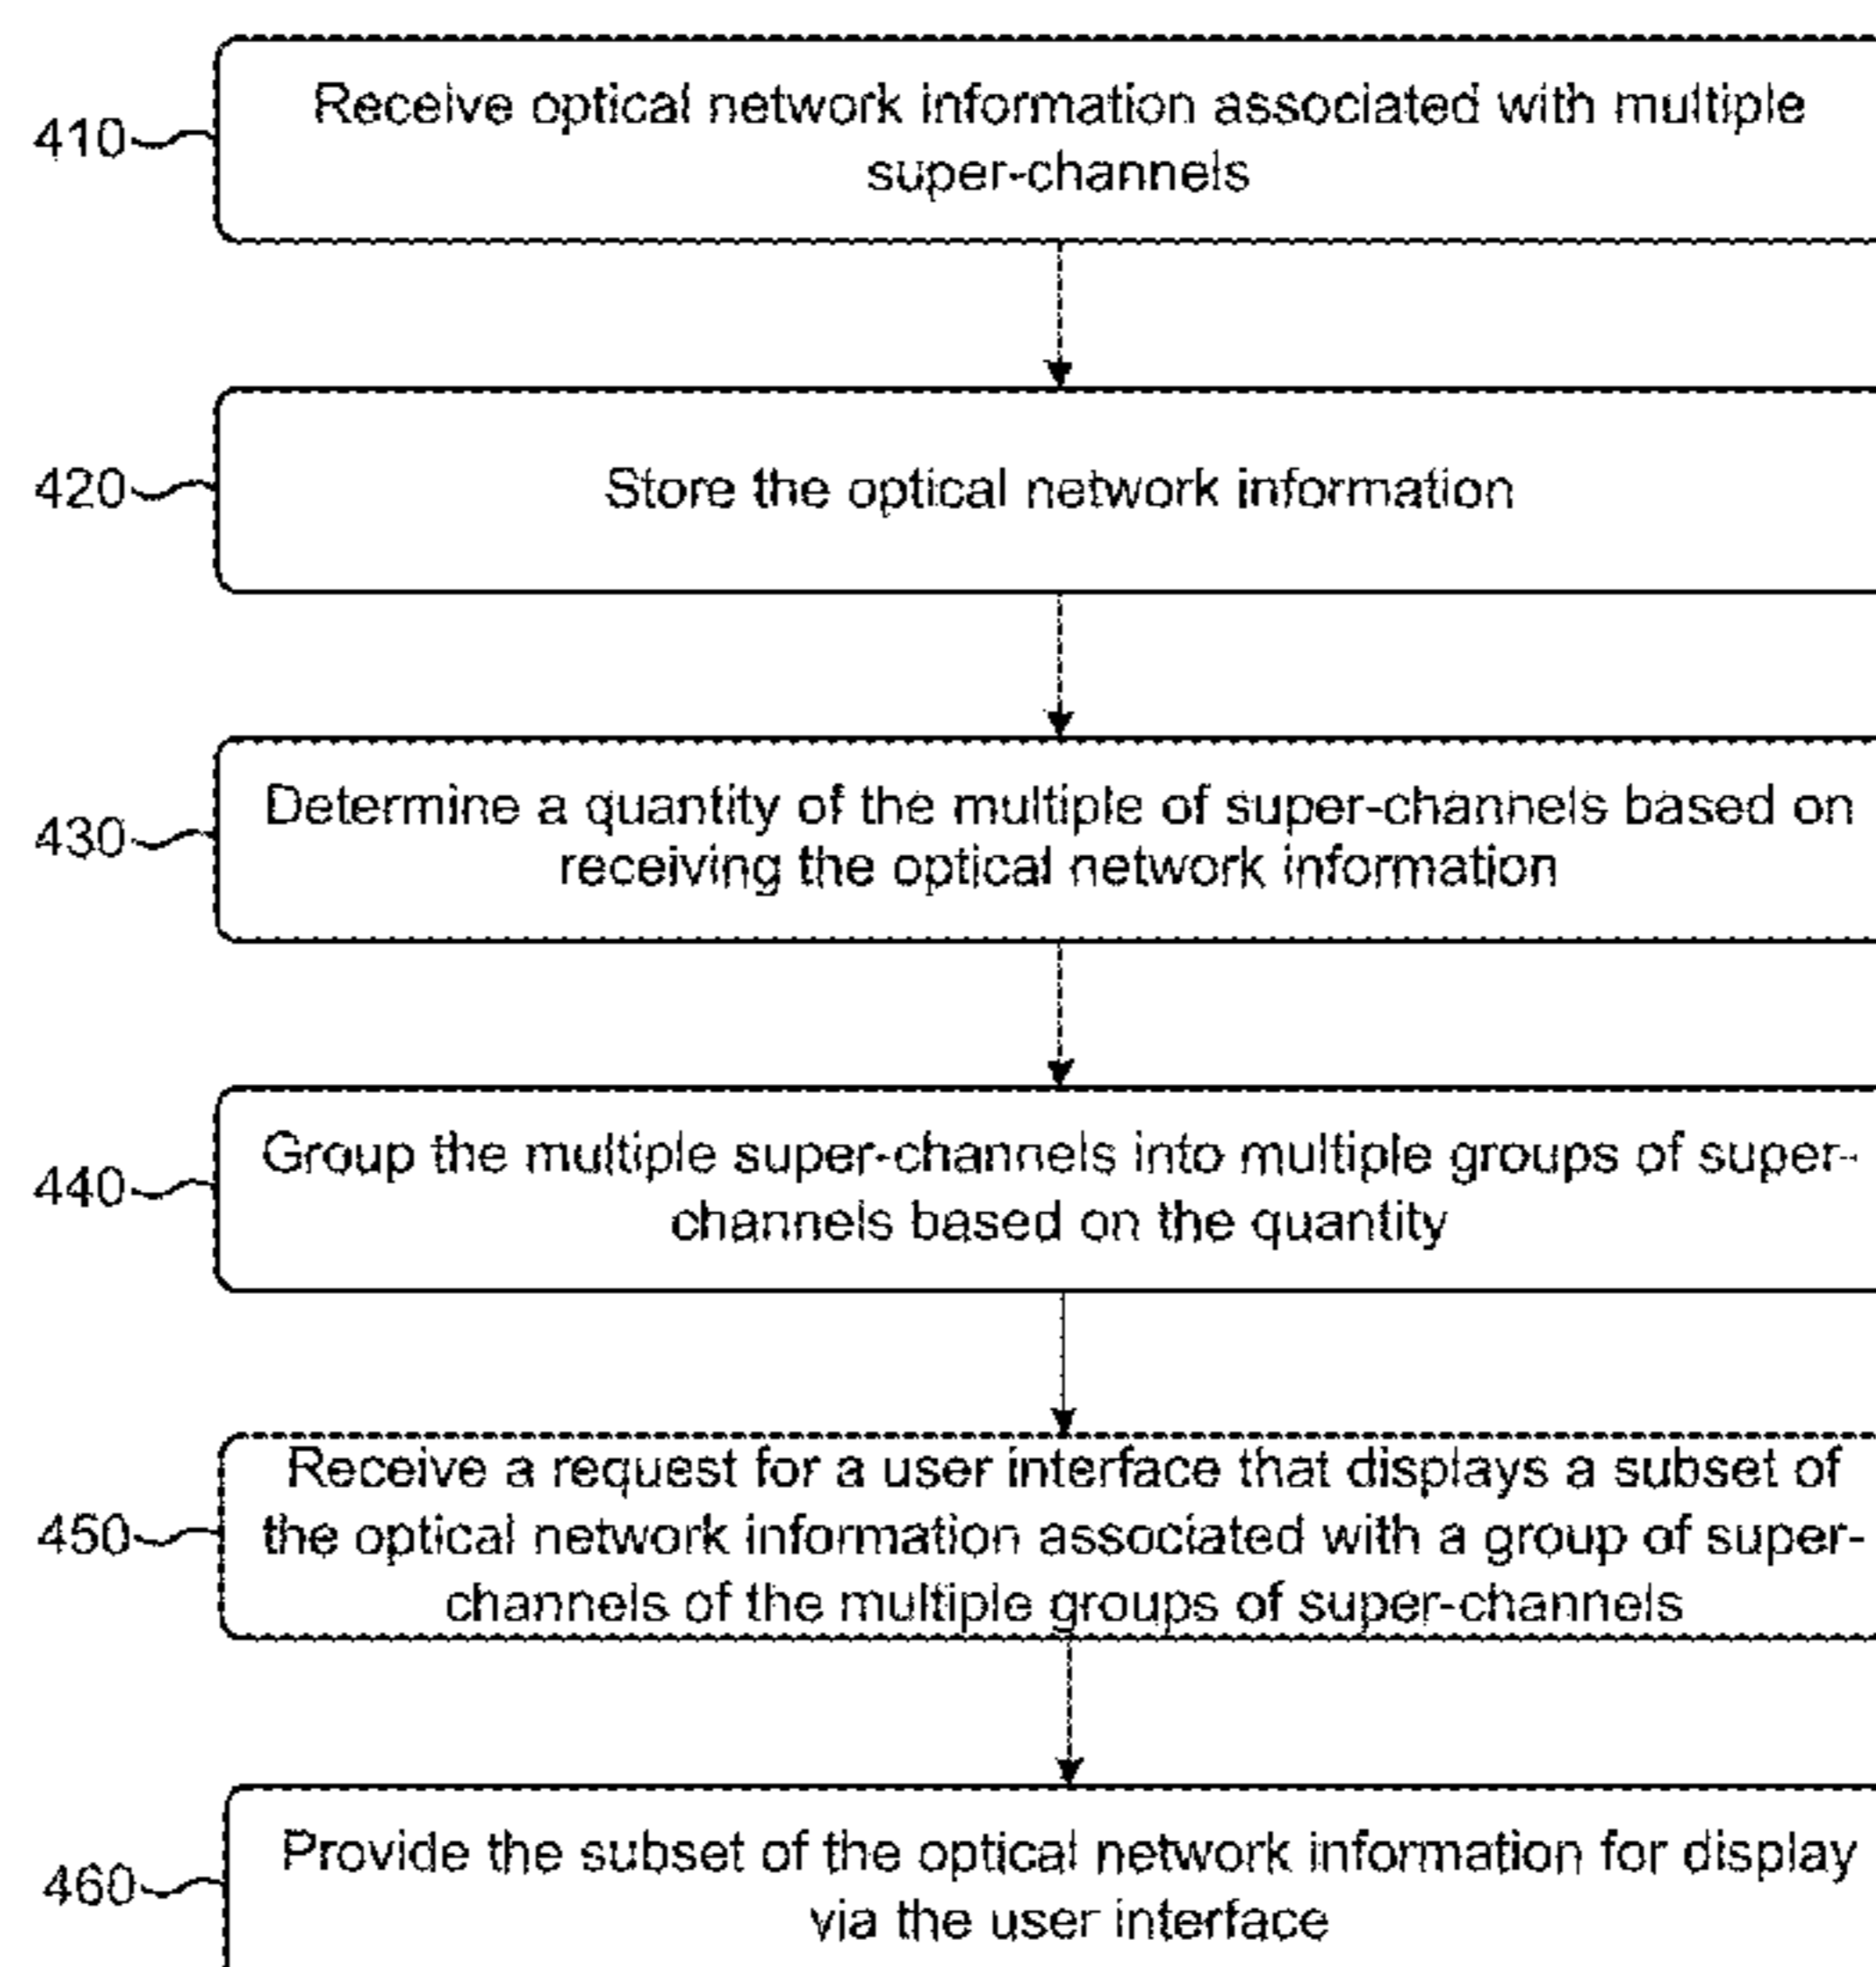 410
Receive optical network information associated with multiple
super-channels
420
Store the optical network information
430
Determine a quantity of the multiple of super-channels based on
receiving the optical network information
440
Group the multiple super-channels into multiple groups of super-
channels based on the quantity
450
Receive a request for a user interface that displays a subset of
the optical network information associated with a group of super-
channels of the multiple groups of super-channels
460
Provide the subset of the optical network information for display
via the user interface